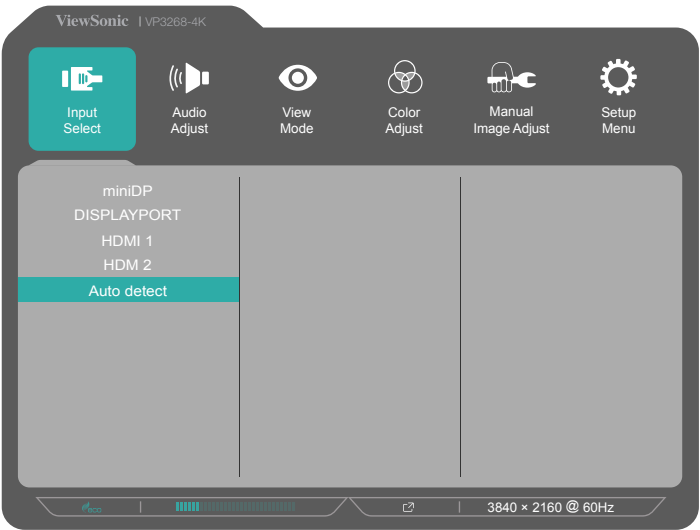 ViewSonic | VP3268-4K
Input
Select
Audio
Adjust
View
Mode
Color
Adjust
Manual
Image Adjust
Setup
Menu
miniDP
DISPLAYPORT
HDMI 1
HDM 2
Auto detect
ECO
3840 × 2160 @ 60Hz